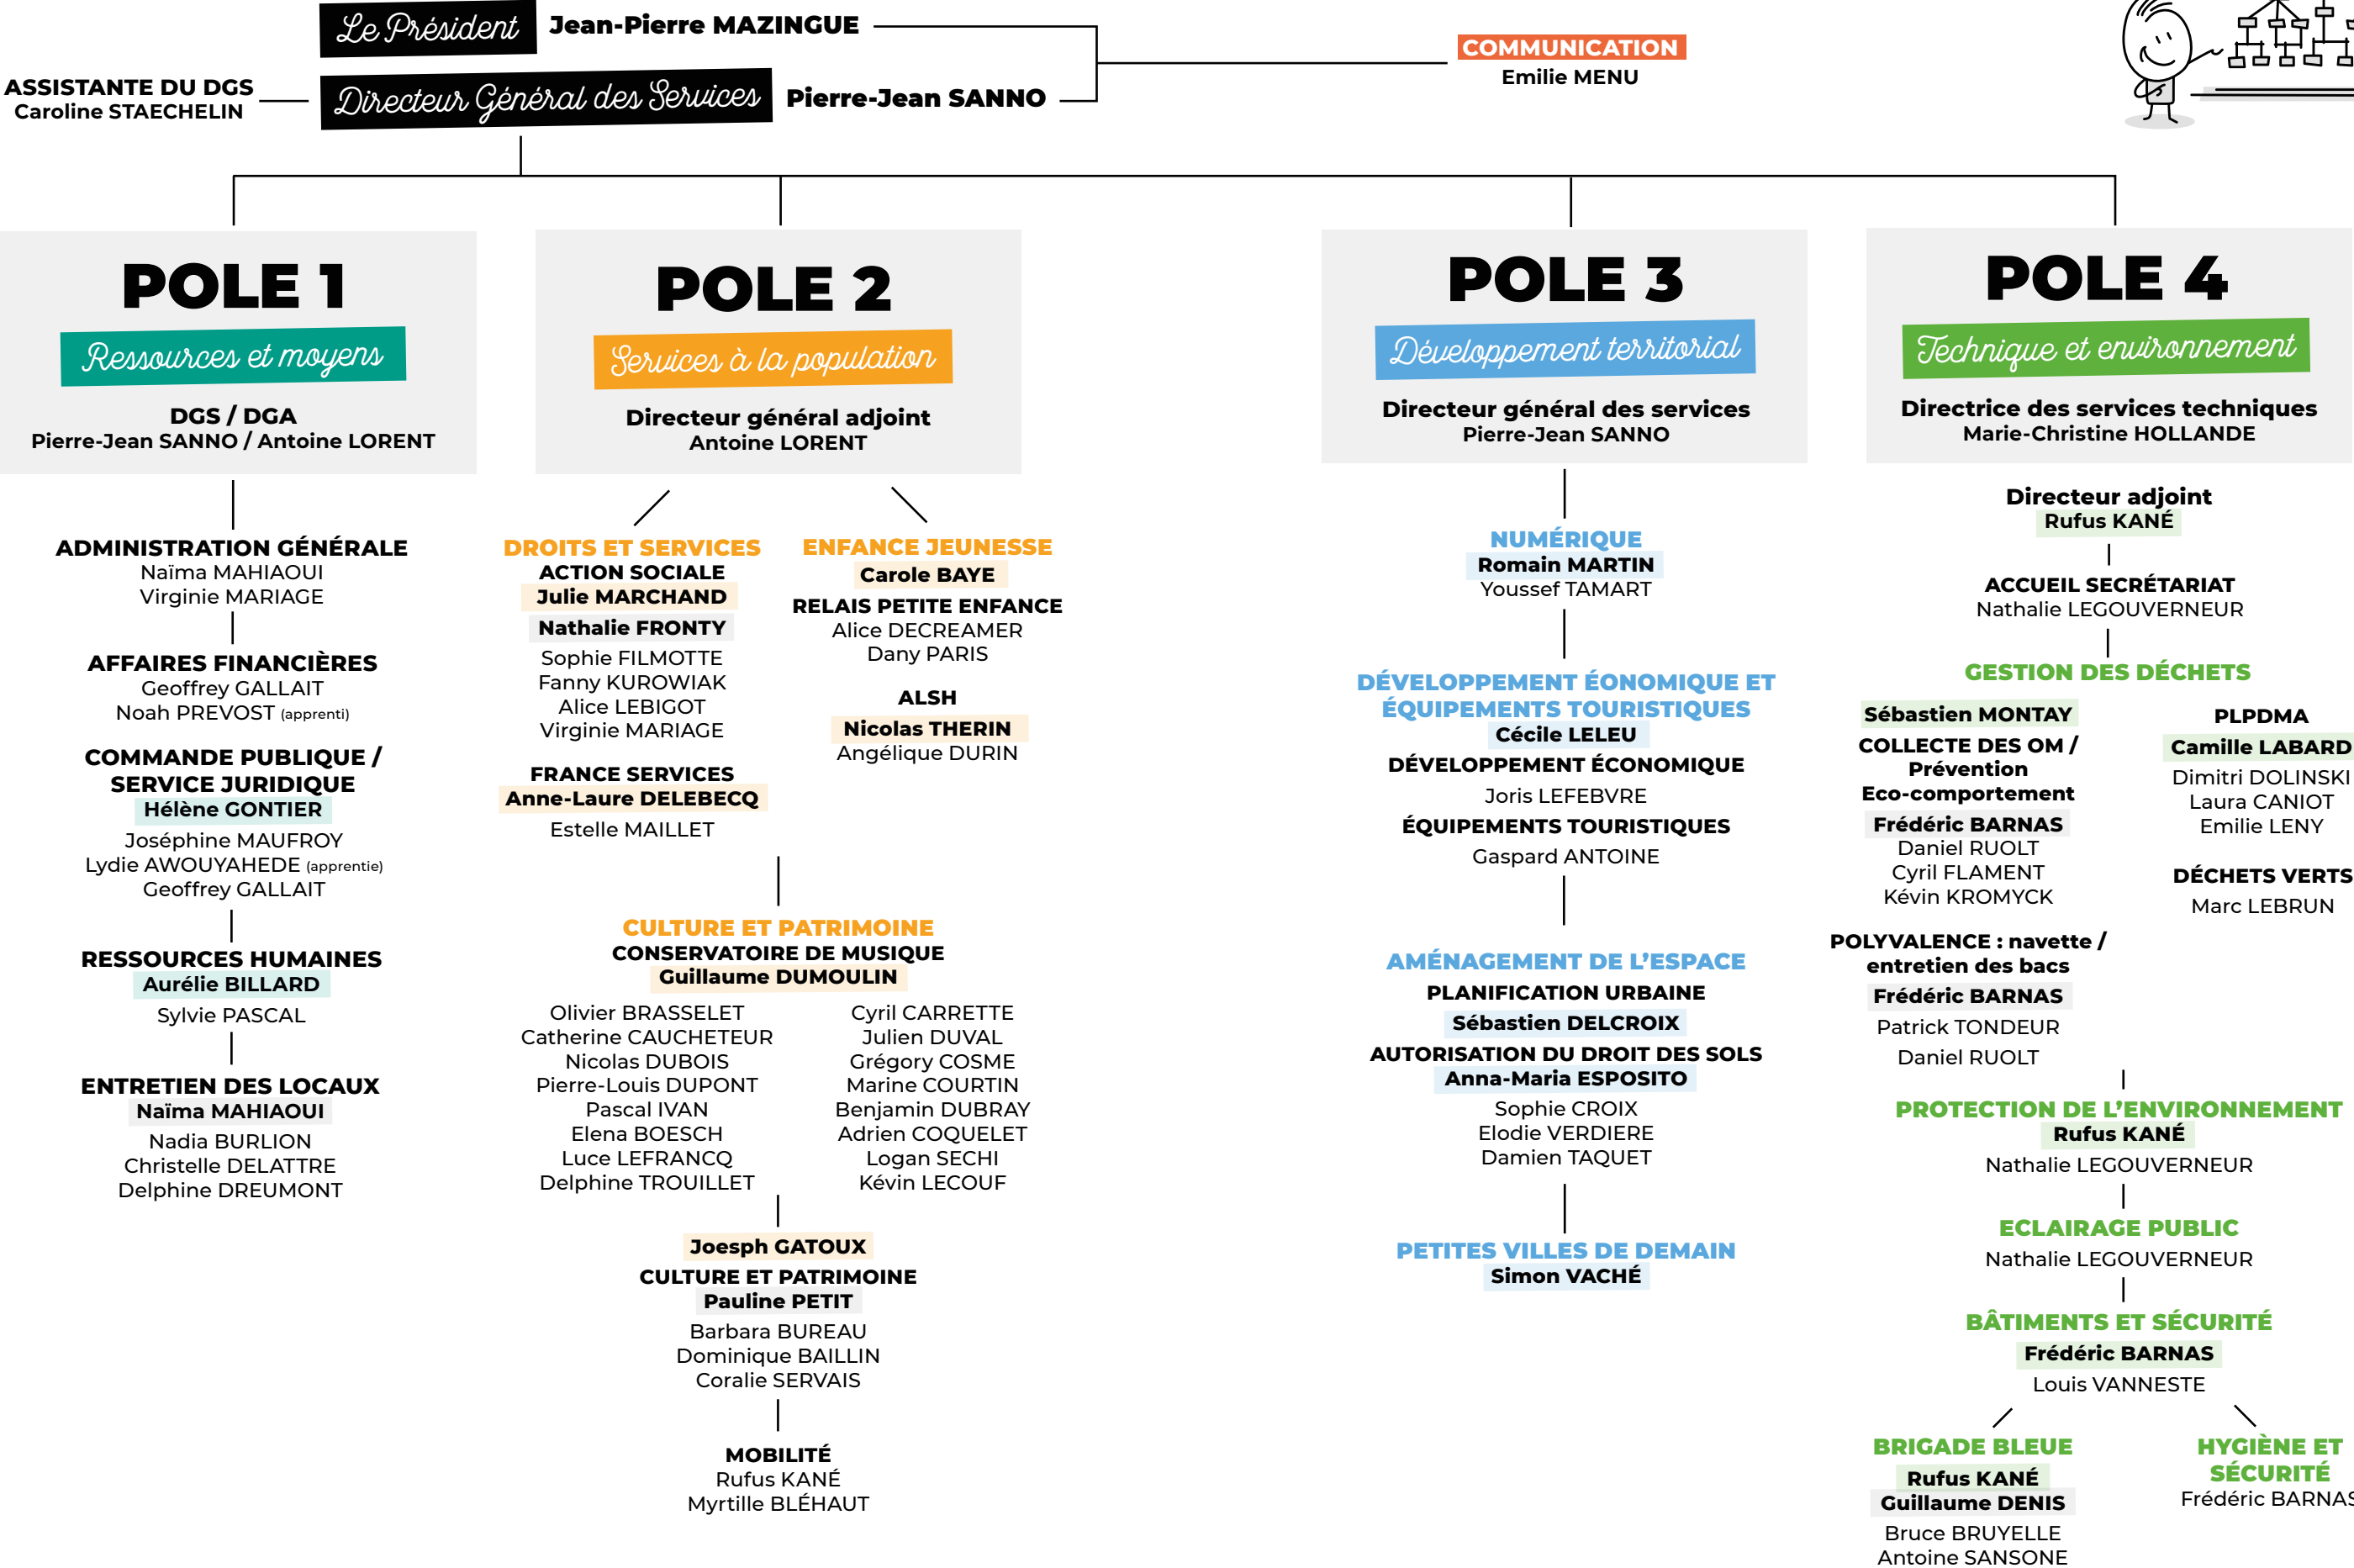 Le Président Jean-Pierre MAZINGUE
ASSISTANTE DU DGS
Caroline STAECHELIN
Directeur Général des Services Pierre-Jean SANNO
COMMUNICATION
Emilie MENU
POLE 1
Ressources et moyens
DGS / DGA
Pierre-Jean SANNO / Antoine LORENT
ADMINISTRATION GÉNÉRALE
Naïma MAHIAOUI
Virginie MARIAGE
AFFAIRES FINANCIÈRES
Geoffrey GALLAIT
Noah PREVOST (apprenti)
COMMANDE PUBLIQUE /
SERVICE JURIDIQUE
Hélène GONTIER
Joséphine MAUFROY
Lydie AWOUYAHEDE (apprentie)
Geoffrey GALLAIT
RESSOURCES HUMAINES
Aurélie BILLARD
Sylvie PASCAL
ENTRETIEN DES LOCAUX
Naïma MAHIAOUI
Nadia BURLION
Christelle DELATTRE
Delphine DREUMONT
POLE 2
Services à la population
Directeur général adjoint
Antoine LORENT
DROITS ET SERVICES
ACTION SOCIALE
Julie MARCHAND
Nathalie FRONTY
Sophie FILMOTTE
Fanny KUROWIAK
Alice LEBIGOT
Virginie MARIAGE
FRANCE SERVICES
Anne-Laure DELEBECQ
Estelle MAILLET
ENFANCE JEUNESSE
Carole BAYE
RELAIS PETITE ENFANCE
Alice DECREAMER
Dany PARIS
ALSH
Nicolas THERIN
Angélique DURIN
CULTURE ET PATRIMOINE
CONSERVATOIRE DE MUSIQUE
Guillaume DUMOULIN
Olivier BRASSELET
Catherine CAUCHETEUR
Nicolas DUBOIS
Pierre-Louis DUPONT
Pascal IVAN
Elena BOESCH
Luce LEFRANCQ
Delphine TROUILLET
Cyril CARRETTE
Julien DUVAL
Grégory COSME
Marine COURTIN
Benjamin DUBRAY
Adrien COQUELET
Logan SECHI
Kévin LECOUF
Joesph GATOUX
CULTURE ET PATRIMOINE
Pauline PETIT
Barbara BUREAU
Dominique BAILLIN
Coralie SERVAIS
MOBILITÉ
Rufus KANÉ
Myrtille BLÉHAUT
POLE 3
Développement territorial
Directeur général des services
Pierre-Jean SANNO
NUMÉRIQUE
Romain MARTIN
Youssef TAMART
DÉVELOPPEMENT ÉONOMIQUE ET
ÉQUIPEMENTS TOURISTIQUES
Cécile LELEU
DÉVELOPPEMENT ÉCONOMIQUE
Joris LEFEBVRE
ÉQUIPEMENTS TOURISTIQUES
Gaspard ANTOINE
AMÉNAGEMENT DE L'ESPACE
PLANIFICATION URBAINE
Sébastien DELCROIX
AUTORISATION DU DROIT DES SOLS
Anna-Maria ESPOSITO
Sophie CROIX
Elodie VERDIERE
Damien TAQUET
PETITES VILLES DE DEMAIN
Simon VACHÉ
POLE 4
Technique et environnement
Directrice des services techniques
Marie-Christine HOLLANDE
Directeur adjoint
Rufus KANÉ
ACCUEIL SECRÉTARIAT
Nathalie LEGOUVERNEUR
GESTION DES DÉCHETS
Sébastien MONTAY
COLLECTE DES OM /
Prévention
Eco-comportement
Frédéric BARNAS
Daniel RUOLT
Cyril FLAMENT
Kévin KROMYCK
POLYVALENCE : navette /
entretien des bacs
Frédéric BARNAS
Patrick TONDEUR
Daniel RUOLT
PLPDMA
Camille LABARD
Dimitri DOLINSKI
Laura CANIOT
Emilie LENY
DÉCHETS VERTS
Marc LEBRUN
PROTECTION DE L'ENVIRONNEMENT
Rufus KANÉ
Nathalie LEGOUVERNEUR
ECLAIRAGE PUBLIC
Nathalie LEGOUVERNEUR
BÂTIMENTS ET SÉCURITÉ
Frédéric BARNAS
Louis VANNESTE
BRIGADE BLEUE
Rufus KANÉ
Guillaume DENIS
Bruce BRUYELLE
Antoine SANSONE
HYGIÈNE ET
SÉCURITÉ
Frédéric BARNAS